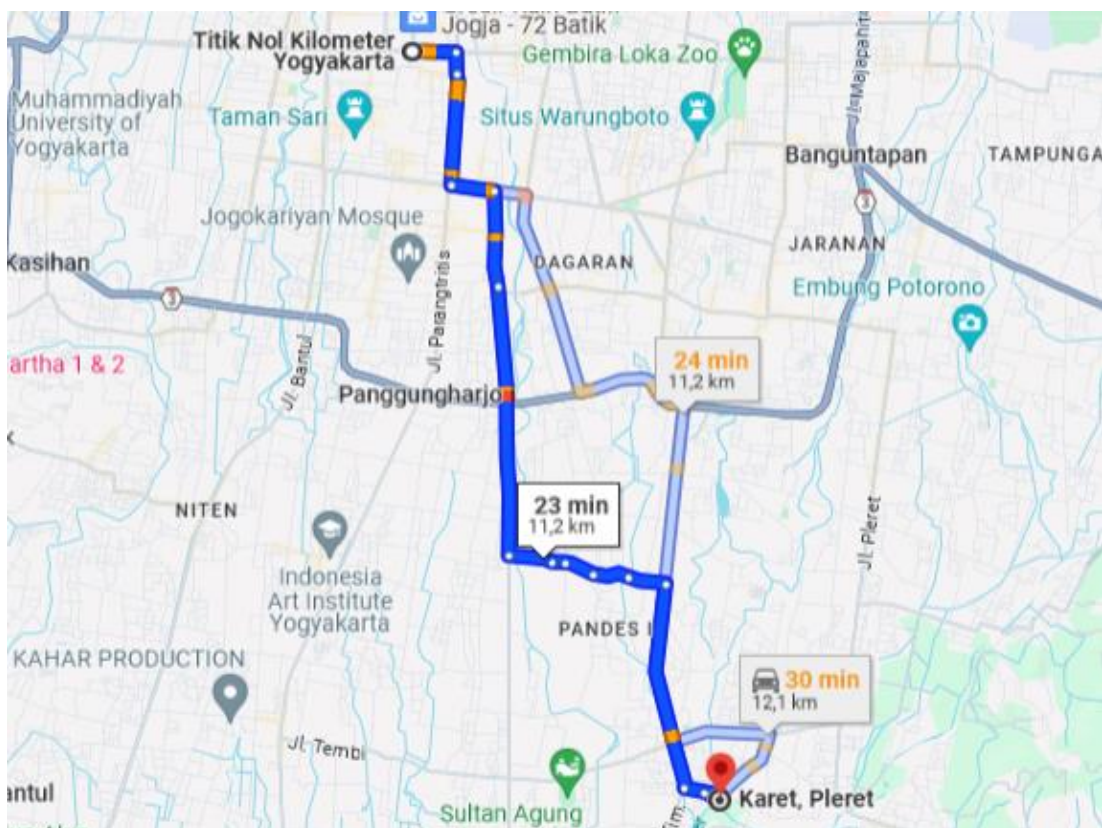 Jogja - 72 Batik
Titik Nol Kilometer
Yogyakarta
Gembira Loka Zoo
Jl. Majapahit
Muhammadiyah
University of
Yogyakarta
Taman Sari
Situs Warungboto
Banguntapan
TAMPUNGA
3
Jogokariyan Mosque
JARANAN
Kasihan
DAGARAN
Embung Potorono
3
Jl. Parangtritis
artha 1 & 2
Jl. Bantul
24 min
11,2 km
Panggungharjo
23 min
11,2 km
NITEN
Jl. Pleret
Indonesia
Art Institute
Yogyakarta
PANDES I
KAHAR PRODUCTION
30 min
12,1 km
Jl. Tembi
antul
Sultan Agung
Karet, Pleret